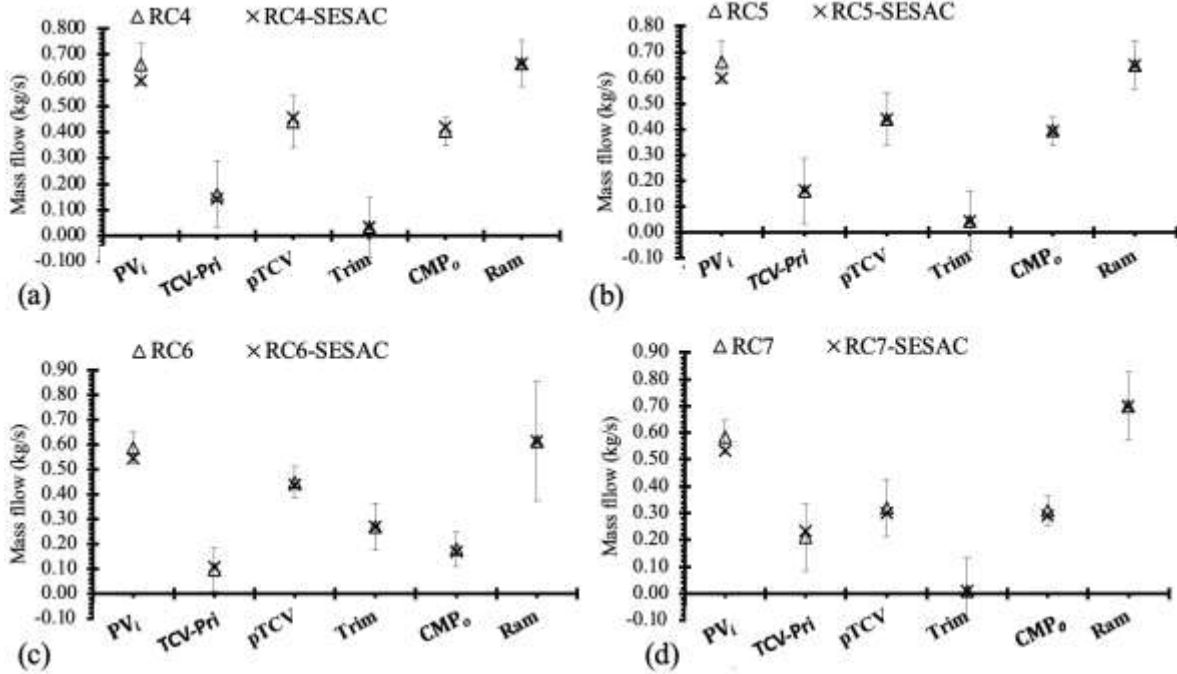 RC4 RC4-SESAC
Mass fllow (kg/s)
0.800
0.700
0.600
0.500
0.400
0.300
0.200
0.100
0.000
-0.100
PVi TCV-Pri pTCV Trim CMPo Ram
(a)
RC5 RC5-SESAC
Mass fllow (kg/s)
0.80
0.70
0.60
0.50
0.40
0.30
0.20
0.10
0.00
-0.10
PVi TCV-Pri pTCV Trim CMPo Ram
(b)
RC6 RC6-SESAC
Mass fllow (kg/s)
0.90
0.80
0.70
0.60
0.50
0.40
0.30
0.20
0.10
0.00
-0.10
PVi TCV-Pri pTCV Trim CMPo Ram
(c)
RC7 RC7-SESAC
Mass fllow (kg/s)
0.90
0.80
0.70
0.60
0.50
0.40
0.30
0.20
0.10
0.00
-0.10
PVi TCV-Pri pTCV Trim CMPo Ram
(d)